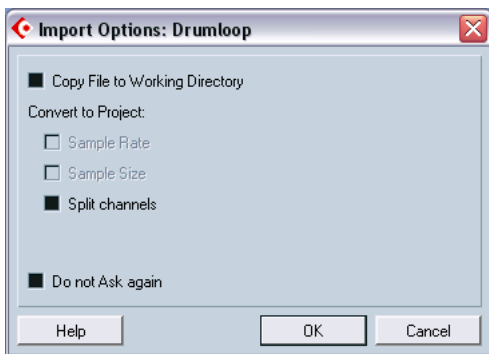 Import Options: Drumloop
Copy File to Working Directory
Convert to Project:
Sample Rate
Sample Size
Split channels
Do not Ask again
Help OK Cancel